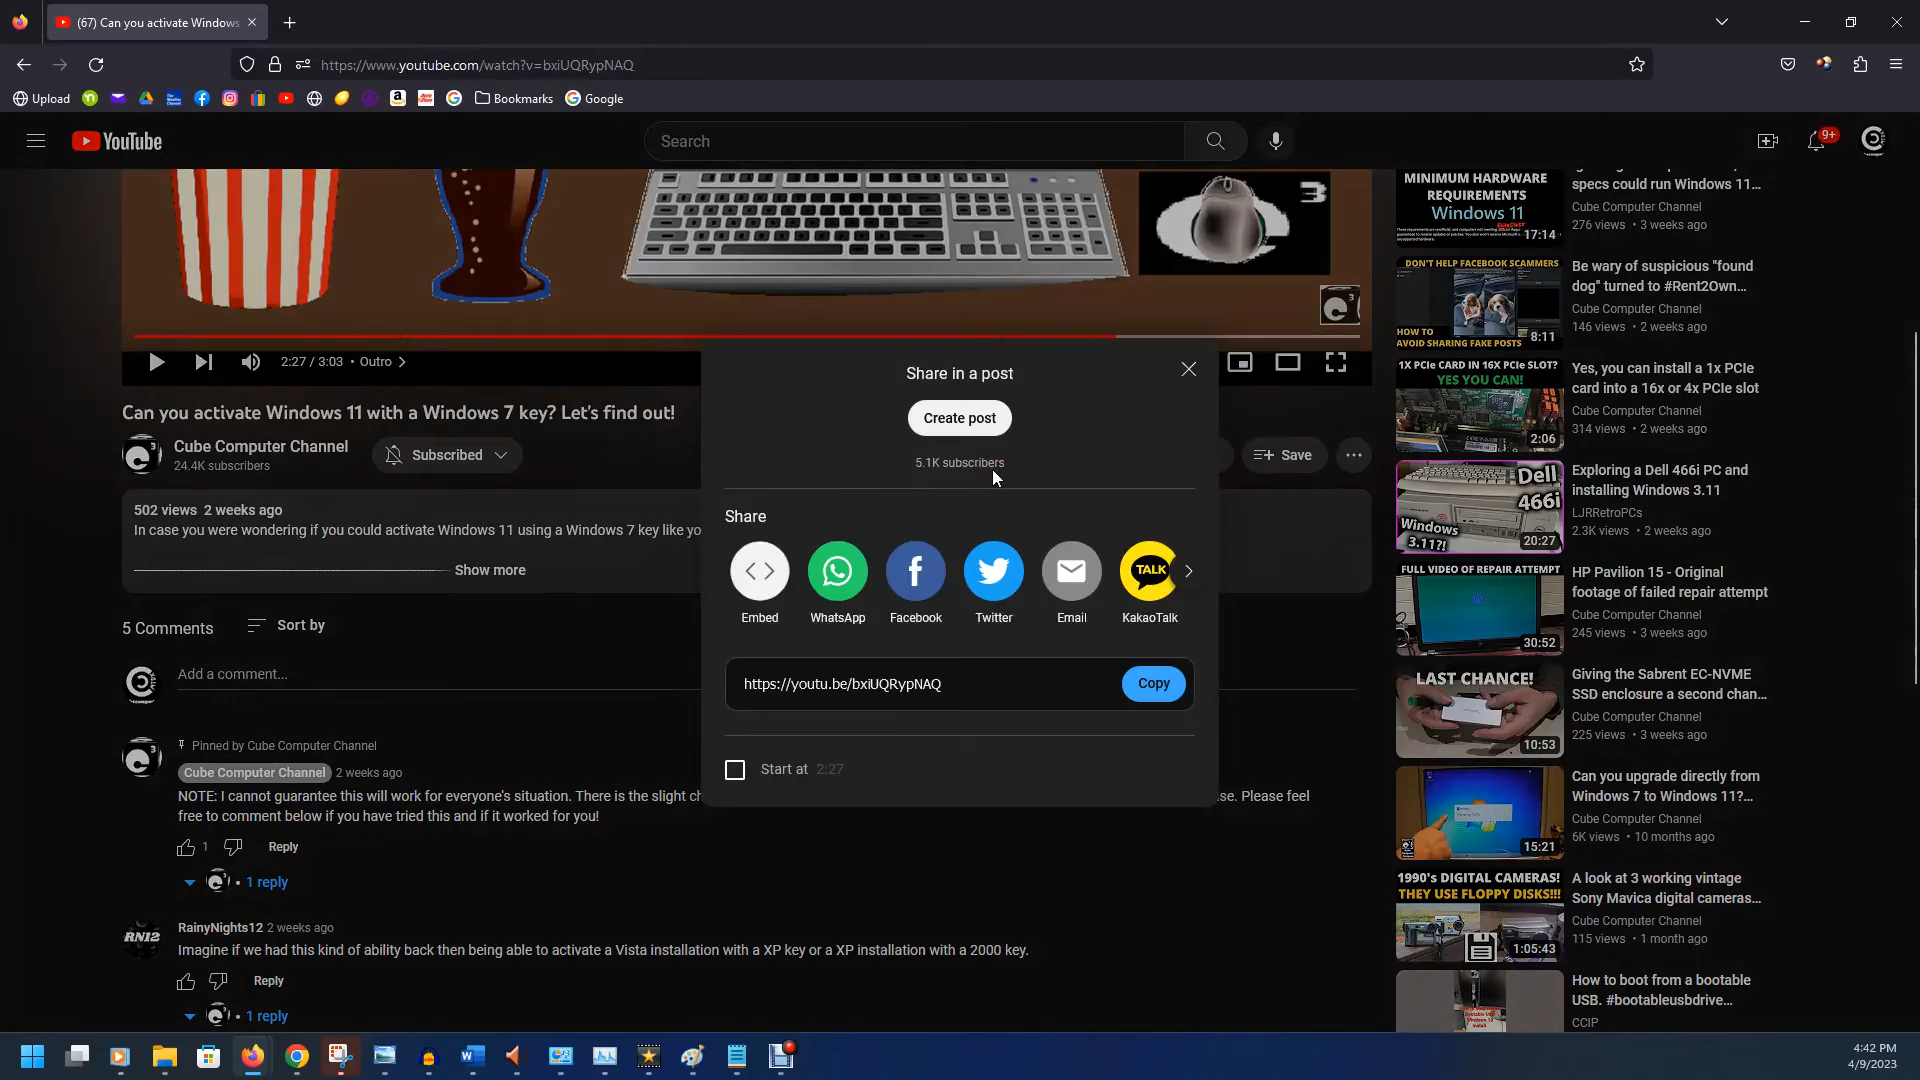 (67) Can you activate Windows
https://www.youtube.com/watch?v=bxiUQRypNAQ
Upload
Bookmarks
Google
YouTube
Search
9+
3
2:27 / 3:03 • Outro
Can you activate Windows 11 with a Windows 7 key? Let's find out!
Cube Computer Channel
24.4K subscribers
Subscribed
Save
502 views 2 weeks ago
In case you were wondering if you could activate Windows 11 using a Windows 7 key like yo
Show more
5 Comments
Sort by
Add a comment...
Pinned by Cube Computer Channel
Cube Computer Channel 2 weeks ago
NOTE: I cannot guarantee this will work for everyone's situation. There is the slight ch
se. Please feel
free to comment below if you have tried this and if it worked for you!
1
Reply
• 1 reply
RN12
RainyNights12 2 weeks ago
Imagine if we had this kind of ability back then being able to activate a Vista installation with a XP key or a XP installation with a 2000 key.
Reply
• 1 reply
Share in a post
Create post
5.1K subscribers
Share
TALK
Embed
WhatsApp
Facebook
Twitter
Email
KakaoTalk
https://youtu.be/bxiUQRypNAQ
Copy
Start at 2:27
MINIMUM HARDWARE
REQUIREMENTS
Windows 11
17:14
specs could run Windows 11...
Cube Computer Channel
276 views • 3 weeks ago
DON'T HELP FACEBOOK SCAMMERS
HOW TO
AVOID SHARING FAKE POSTS
8:11
Be wary of suspicious "found
dog" turned to #Rent2Own...
Cube Computer Channel
146 views • 2 weeks ago
1X PCIe CARD IN 16X PCIe SLOT?
YES YOU CAN!
2:06
Yes, you can install a 1x PCIe
card into a 16x or 4x PCIe slot
Cube Computer Channel
314 views • 2 weeks ago
Dell
466i
Windows
3.11?!
20:27
Exploring a Dell 466i PC and
installing Windows 3.11
LJRRetroPCs
2.3K views • 2 weeks ago
FULL VIDEO OF REPAIR ATTEMPT
30:52
HP Pavilion 15 - Original
footage of failed repair attempt
Cube Computer Channel
245 views • 3 weeks ago
LAST CHANCE!
10:53
Giving the Sabrent EC-NVME
SSD enclosure a second chan...
Cube Computer Channel
225 views • 3 weeks ago
15:21
Can you upgrade directly from
Windows 7 to Windows 11?...
Cube Computer Channel
6K views • 10 months ago
1990's DIGITAL CAMERAS!
THEY USE FLOPPY DISKS!!!
1:05:43
A look at 3 working vintage
Sony Mavica digital cameras...
Cube Computer Channel
115 views • 1 month ago
How to boot from a bootable
USB. #bootableusbdrive...
CCIP
4:42 PM
4/9/2023